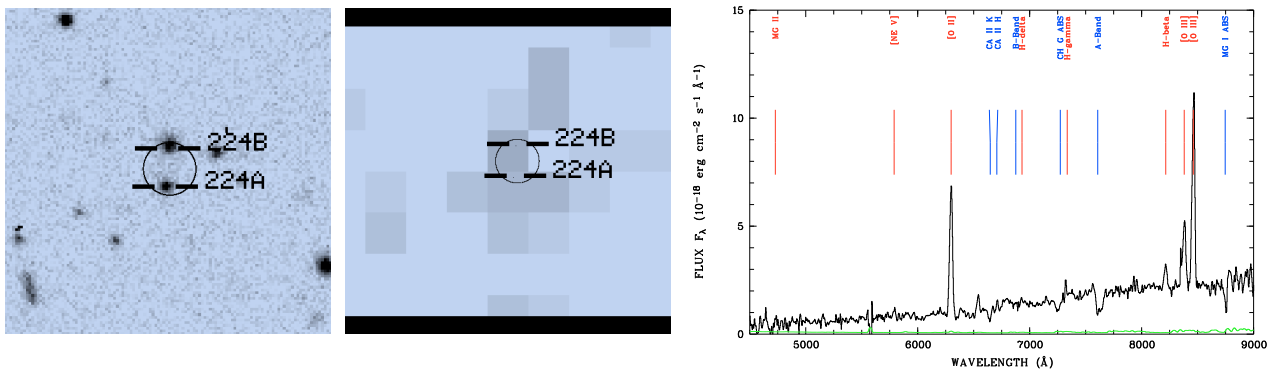 224B
224A
224B
224A
MG II
[NE V]
[O II]
CA II K
CA II H
B-Band
H-delta
CH G ABS
H-gamma
A-Band
H-beta
[O III]
[O III]
MG I ABS
15
10
5
0
FLUX Fλ (10⁻¹⁸ erg cm⁻² s⁻¹ Å⁻¹)
5000 6000 7000 8000 9000
WAVELENGTH (Å)